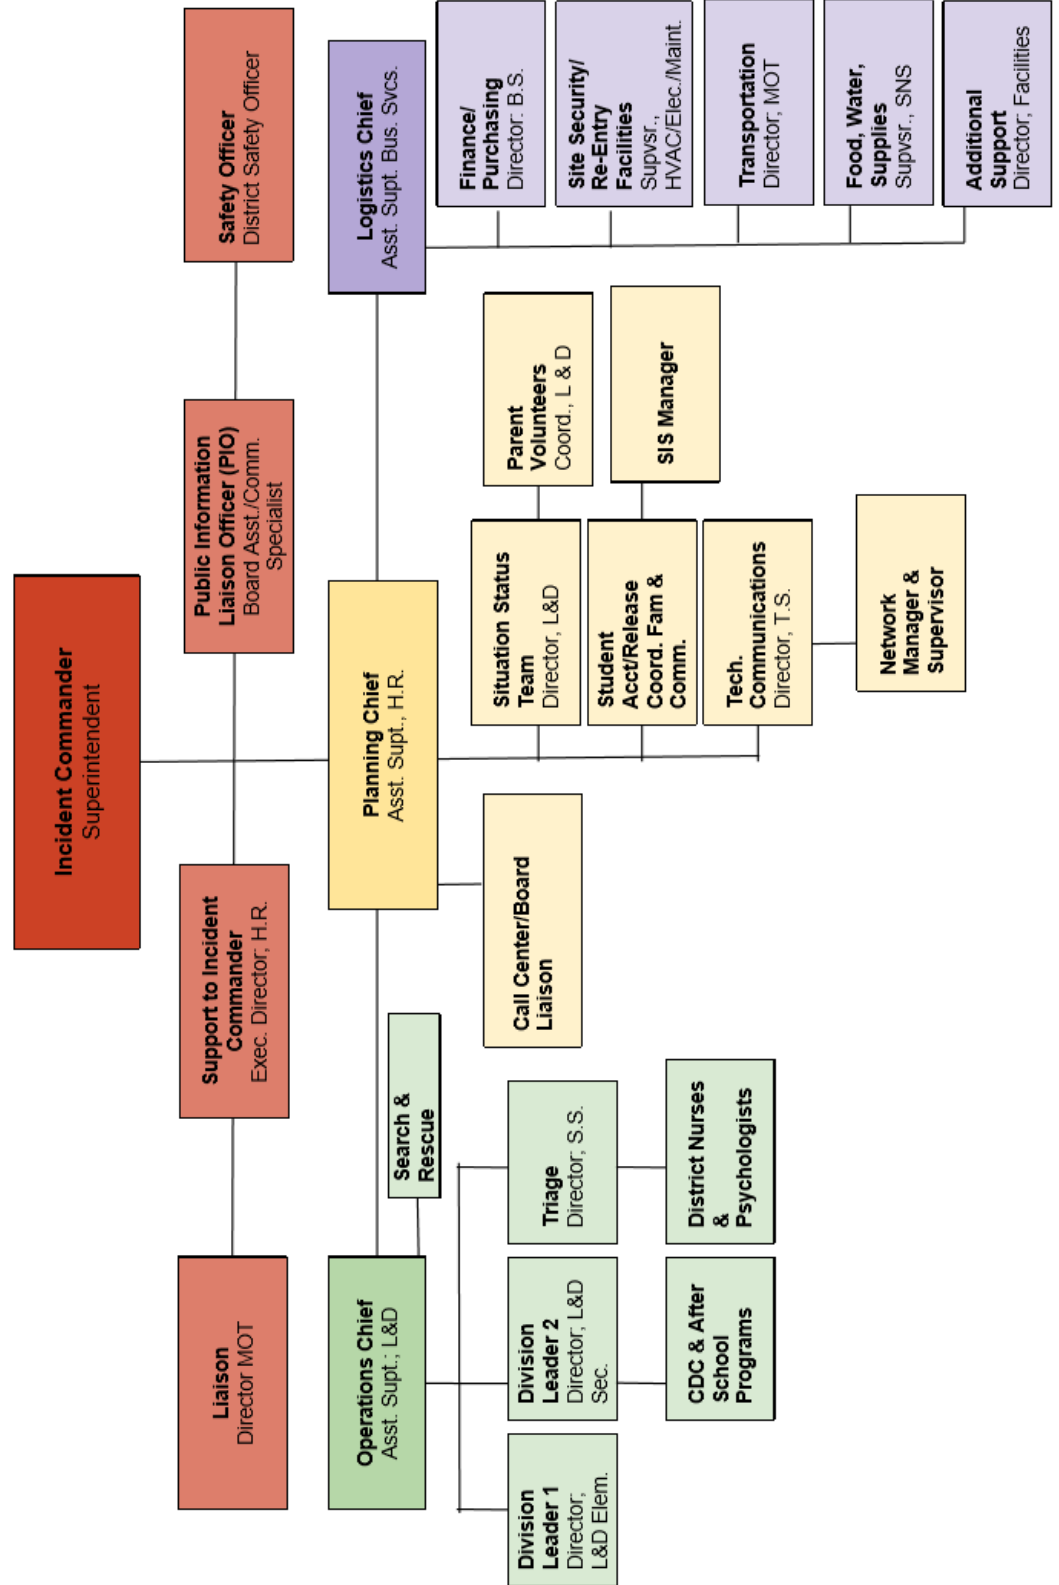 Incident Commander
Superintendent
Liaison
Director MOT
Support to Incident
Commander
Exec. Director; H.R.
Public Information
Liaison Officer (PIO)
Board Asst./Comm.
Specialist
Safety Officer
District Safety Officer
Operations Chief
Asst. Supt.; L&D
Planning Chief
Asst. Supt., H.R.
Logistics Chief
Asst. Supt. Bus. Svcs.
Search &
Rescue
Division
Leader 1
Director;
L&D Elem.
Division
Leader 2
Director; L&D
Sec.
Triage
Director; S.S.
CDC & After
School
Programs
District Nurses
&
Psychologists
Call Center/Board
Liaison
Situation Status
Team
Director, L&D
Parent
Volunteers
Coord., L & D
Student
Acct/Release
Coord. Fam &
Comm.
SIS Manager
Tech.
Communications
Director, T.S.
Network
Manager &
Supervisor
Finance/
Purchasing
Director: B.S.
Site Security/
Re-Entry
Facilities
Supvsr.,
HVAC/Elec./Maint.
Transportation
Director; MOT
Food, Water,
Supplies
Supvsr., SNS
Additional
Support
Director; Facilities